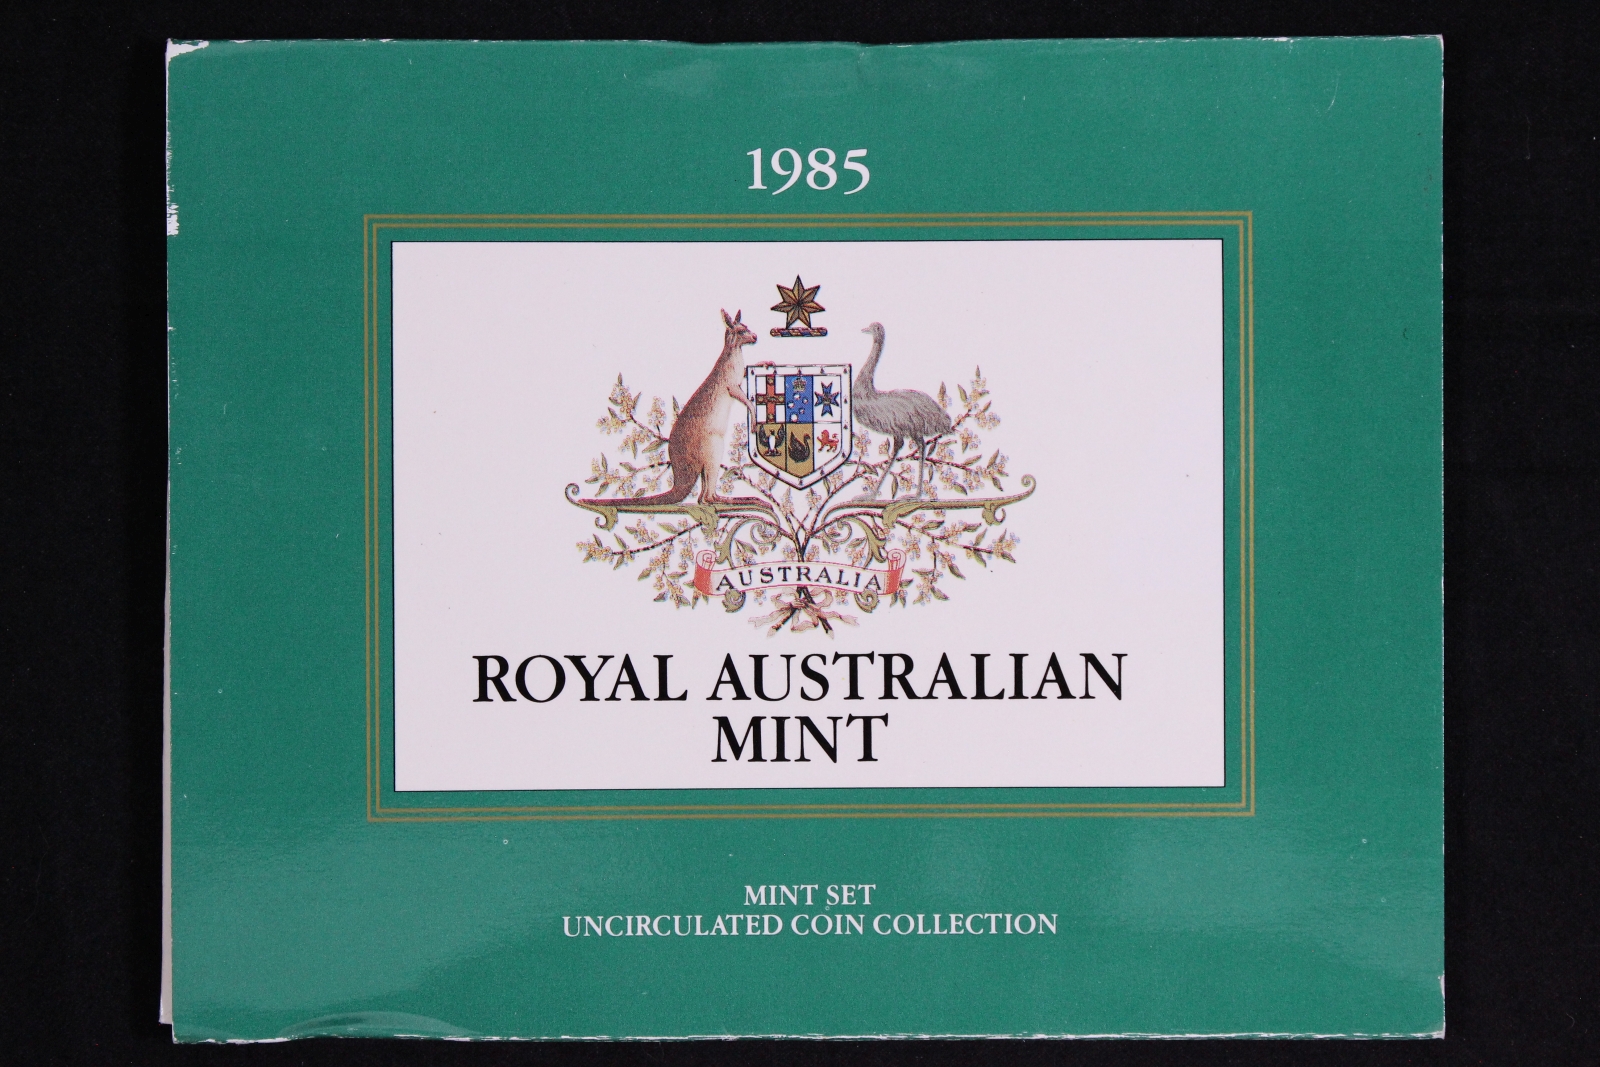 1985
AUSTRALIA
ROYAL AUSTRALIAN
MINT
MINT SET
UNCIRCULATED COIN COLLECTION